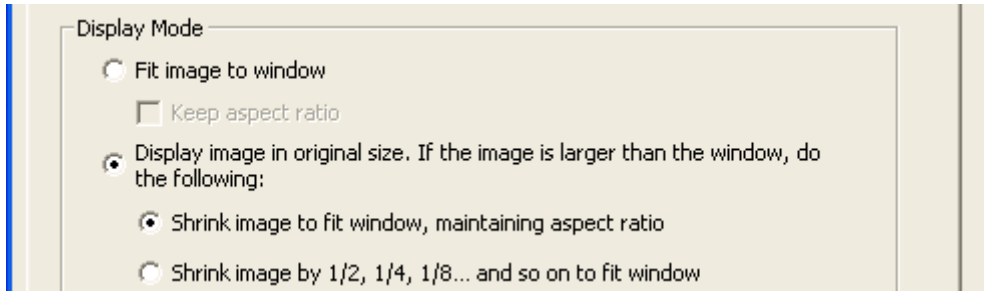 Display Mode
Fit image to window
Keep aspect ratio
Display image in original size. If the image is larger than the window, do
the following:
Shrink image to fit window, maintaining aspect ratio
Shrink image by 1/2, 1/4, 1/8... and so on to fit window